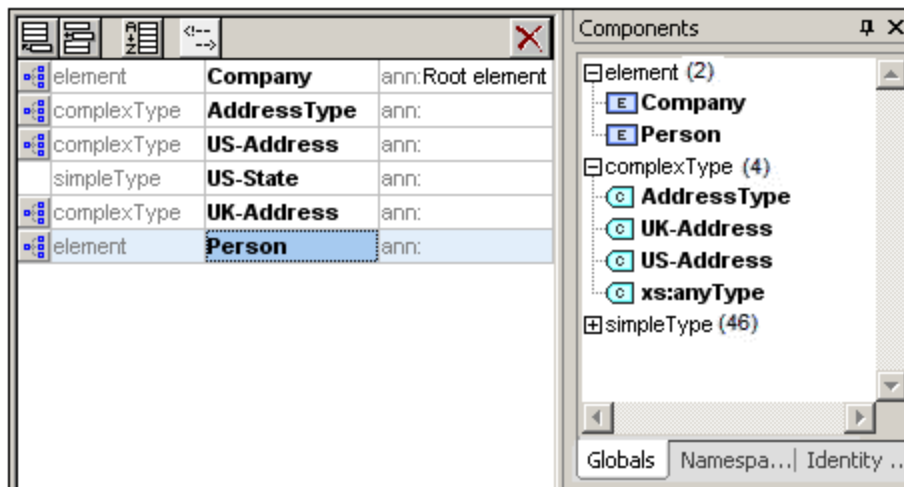 element Company ann:Root element
complexType AddressType ann:
complexType US-Address ann:
simpleType US-State ann:
complexType UK-Address ann:
element Person ann:
Components
element (2)
E Company
E Person
complexType (4)
C AddressType
C UK-Address
C US-Address
C xs:anyType
simpleType (46)
Globals Namespa... Identity ..